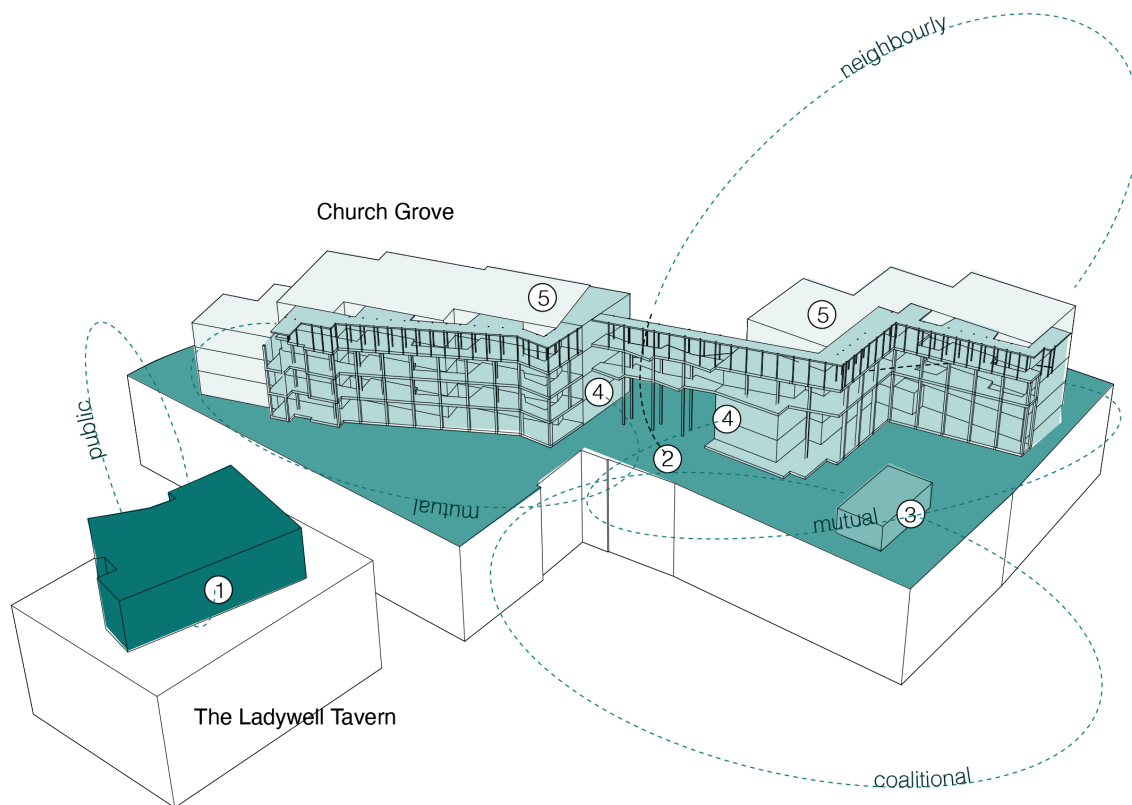 neighbourly
Church Grove
5
5
4
4
public
2
mutual
mutual
3
1
The Ladywell Tavern
coalitional